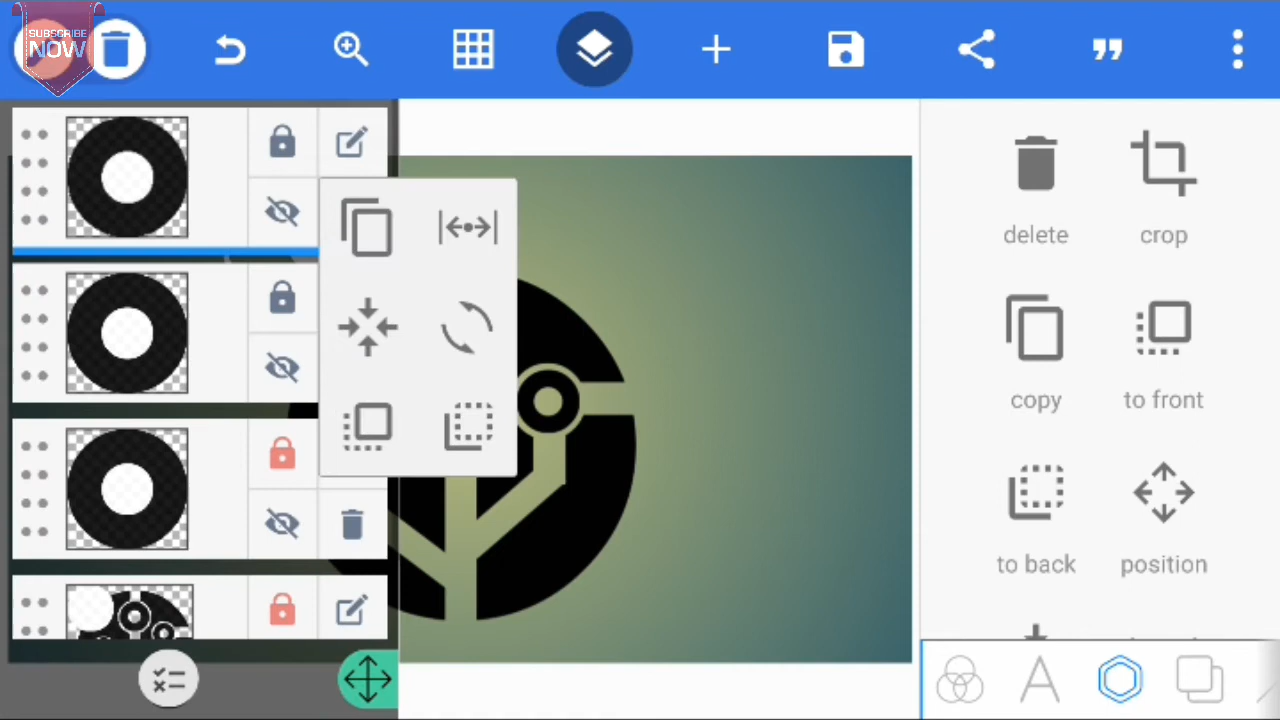 SUBSCRIBE
NOW
delete
crop
copy
to front
to back
position